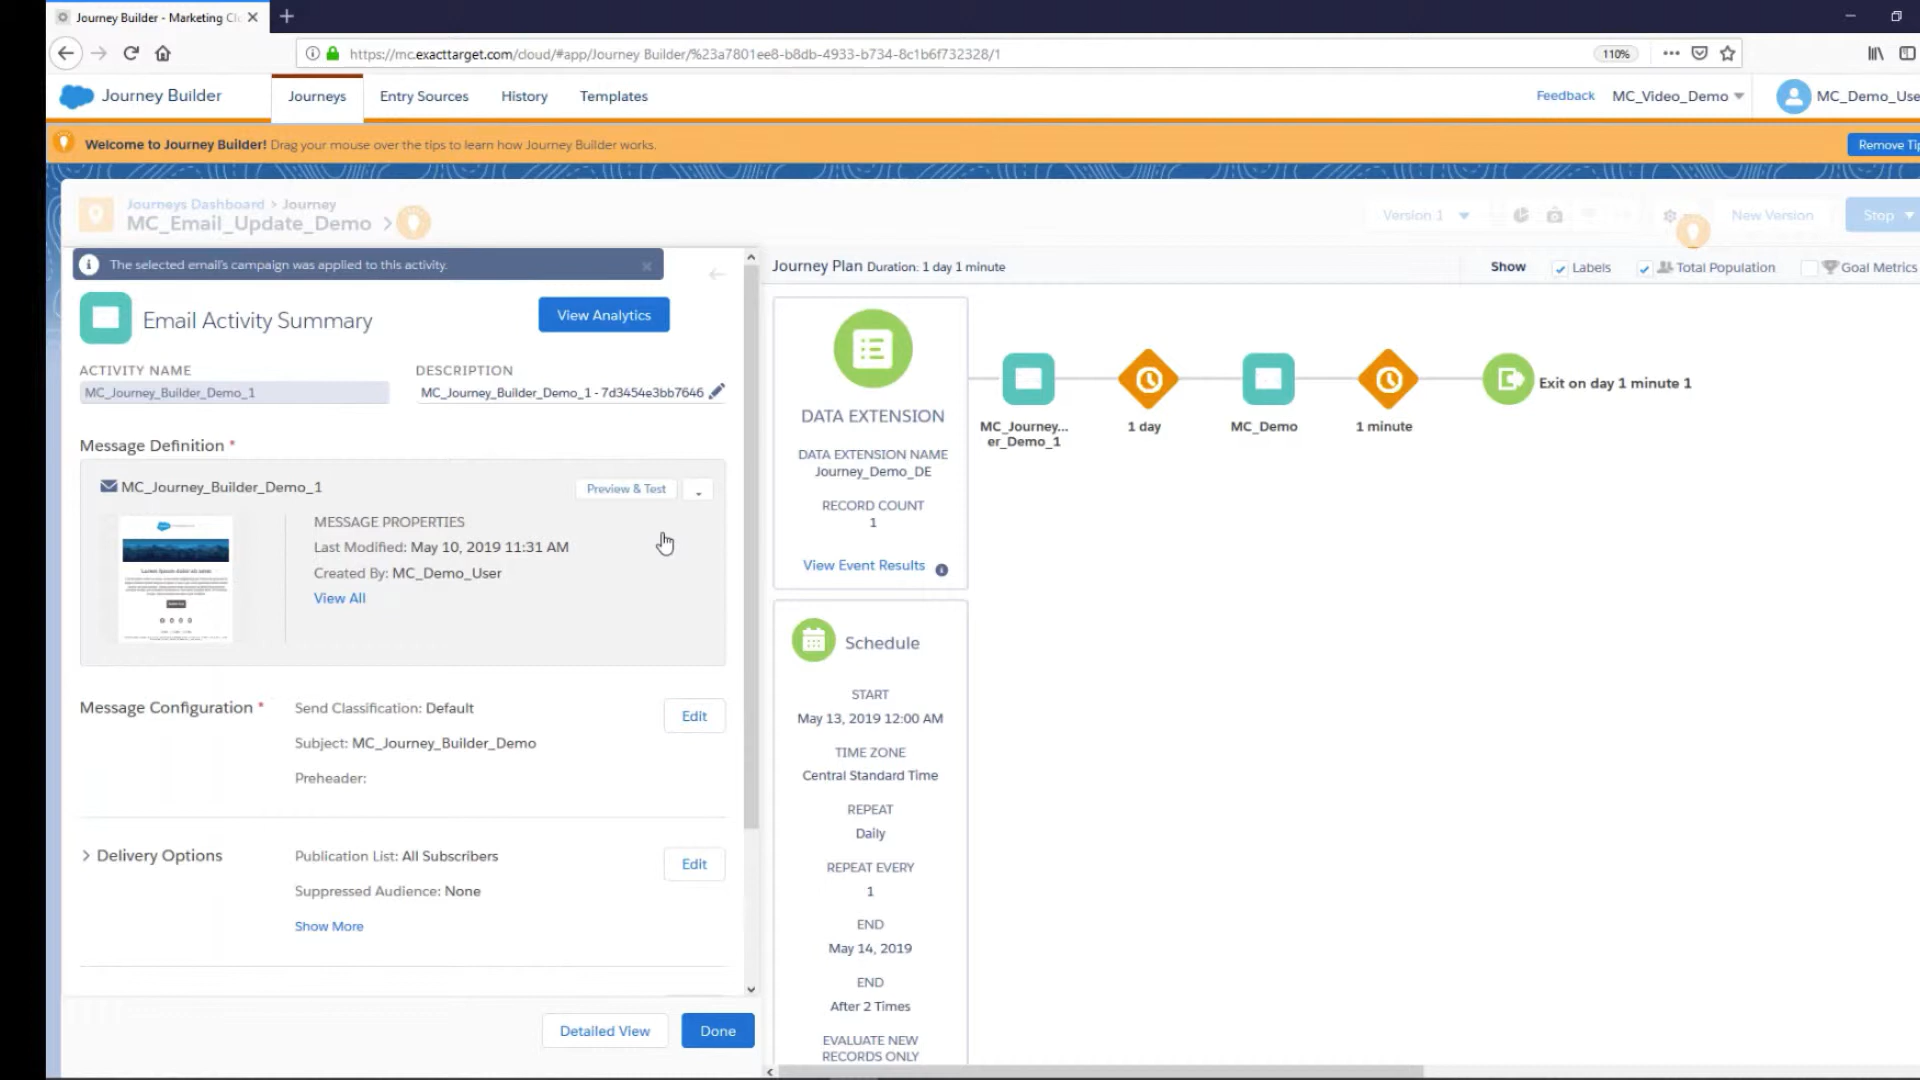 Journey Builder - Marketing Clo
https://mc.exacttarget.com/cloud/#app/Journey Builder/%23a7801ee8-b8db-4933-b734-8c1b6f732328/1
110%
Journey Builder
Journeys
Entry Sources
History
Templates
Feedback
MC_Video_Demo
MC_Demo_Use
Welcome to Journey Builder! Drag your mouse over the tips to learn how Journey Builder works.
Remove Tip
Journeys Dashboard > Journey
MC_Email_Update_Demo >
Version 1
New Version
Stop
The selected email's campaign was applied to this activity.
Email Activity Summary
View Analytics
ACTIVITY NAME
MC_Journey_Builder_Demo_1
DESCRIPTION
MC_Journey_Builder_Demo_1 - 7d3454e3bb7646
Message Definition *
MC_Journey_Builder_Demo_1
Preview & Test
MESSAGE PROPERTIES
Last Modified: May 10, 2019 11:31 AM
Created By: MC_Demo_User
View All
Message Configuration *
Send Classification: Default
Subject: MC_Journey_Builder_Demo
Preheader:
Edit
Delivery Options
Publication List: All Subscribers
Suppressed Audience: None
Show More
Edit
Detailed View
Done
Journey Plan Duration: 1 day 1 minute
Show
Labels
Total Population
Goal Metrics
DATA EXTENSION
DATA EXTENSION NAME
Journey_Demo_DE
RECORD COUNT
1
View Event Results
MC_Journey...
er_Demo_1
1 day
MC_Demo
1 minute
Exit on day 1 minute 1
Schedule
START
May 13, 2019 12:00 AM
TIME ZONE
Central Standard Time
REPEAT
Daily
REPEAT EVERY
1
END
May 14, 2019
END
After 2 Times
EVALUATE NEW
RECORDS ONLY